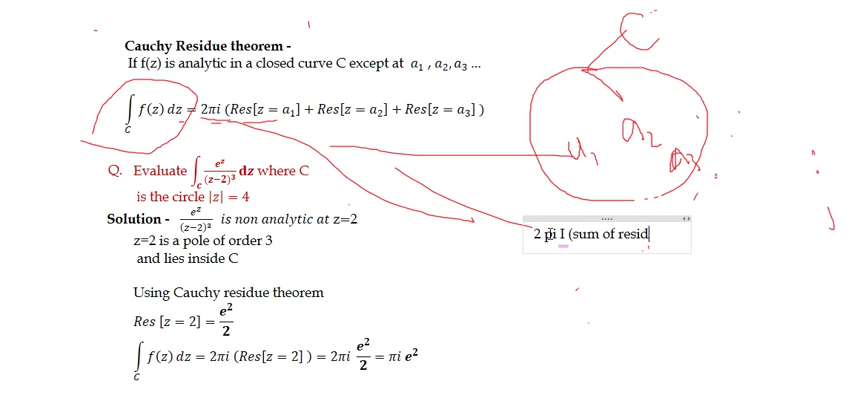 Cauchy Residue theorem -
If f(z) is analytic in a closed curve C except at a₁ , a₂, a₃ ...
∫_C f(z) dz = 2πi (Res[z = a₁] + Res[z = a₂] + Res[z = a₃] )
Q. Evaluate ∫_c e^z/(z−2)³ dz where C
is the circle |z| = 4
Solution - e^z/(z−2)³ is non analytic at z=2
z=2 is a pole of order 3
and lies inside C
Using Cauchy residue theorem
Res [z = 2] = e²/2
∫_C f(z) dz = 2πi (Res[z = 2] ) = 2πi e²/2 = πi e²
C
a₁
a₂
a₃
2 pi I (sum of resid